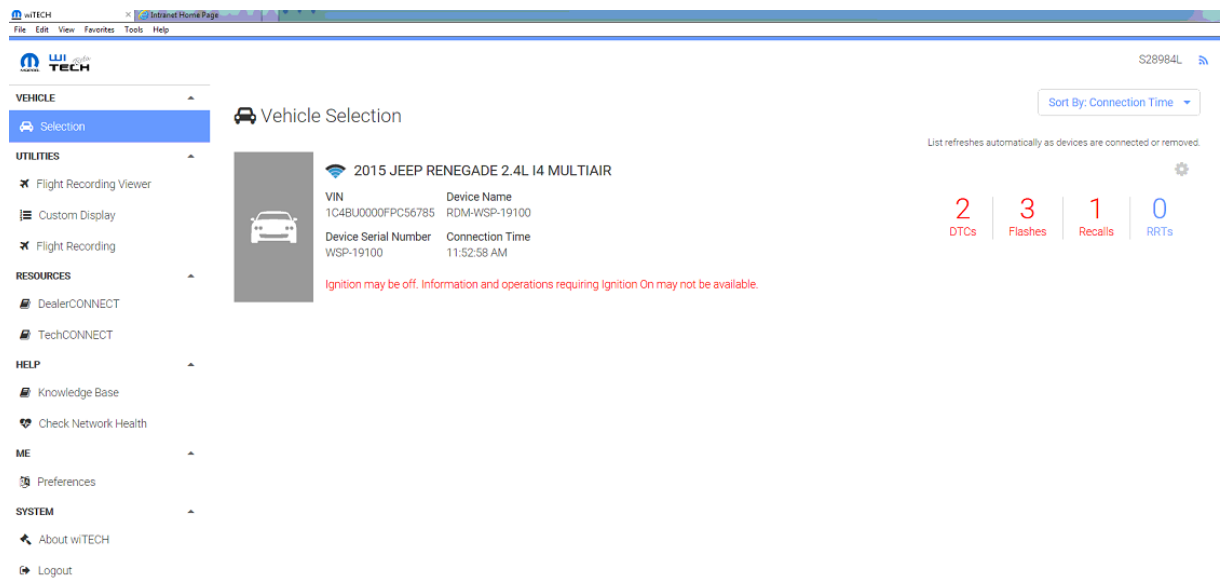 wiTECH
Intranet Home Page
File Edit View Favorites Tools Help
WI
TECH
S28984L
VEHICLE
Selection
UTILITIES
Flight Recording Viewer
Custom Display
Flight Recording
RESOURCES
DealerCONNECT
TechCONNECT
HELP
Knowledge Base
Check Network Health
ME
Preferences
SYSTEM
About wiTECH
Logout
Vehicle Selection
Sort By: Connection Time
List refreshes automatically as devices are connected or removed.
2015 JEEP RENEGADE 2.4L I4 MULTIAIR
VIN Device Name
1C4BU0000FPC56785 RDM-WSP-19100
Device Serial Number Connection Time
WSP-19100 11:52:58 AM
Ignition may be off. Information and operations requiring Ignition On may not be available.
2 3 1 0
DTCs Flashes Recalls RRTs